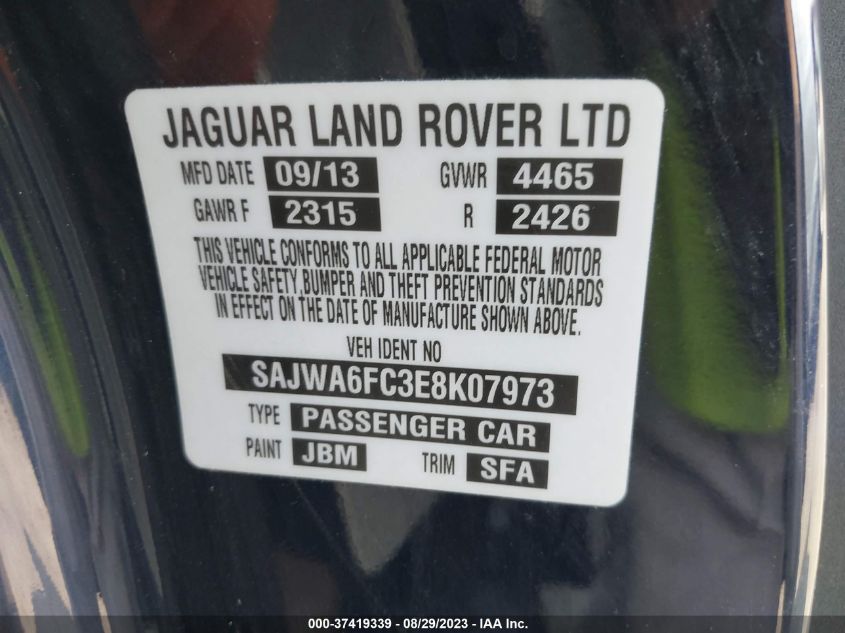 JAGUAR LAND ROVER LTD
MFD DATE 09/13 GVWR 4465
GAWR F 2315 R 2426
THIS VEHICLE CONFORMS TO ALL APPLICABLE FEDERAL MOTOR
VEHICLE SAFETY,BUMPER AND THEFT PREVENTION STANDARDS
IN EFFECT ON THE DATE OF MANUFACTURE SHOWN ABOVE.
VEH IDENT NO
SAJWA6FC3E8K07973
TYPE PASSENGER CAR
PAINT JBM TRIM SFA
000-37419339 - 08/29/2023 - IAA Inc.